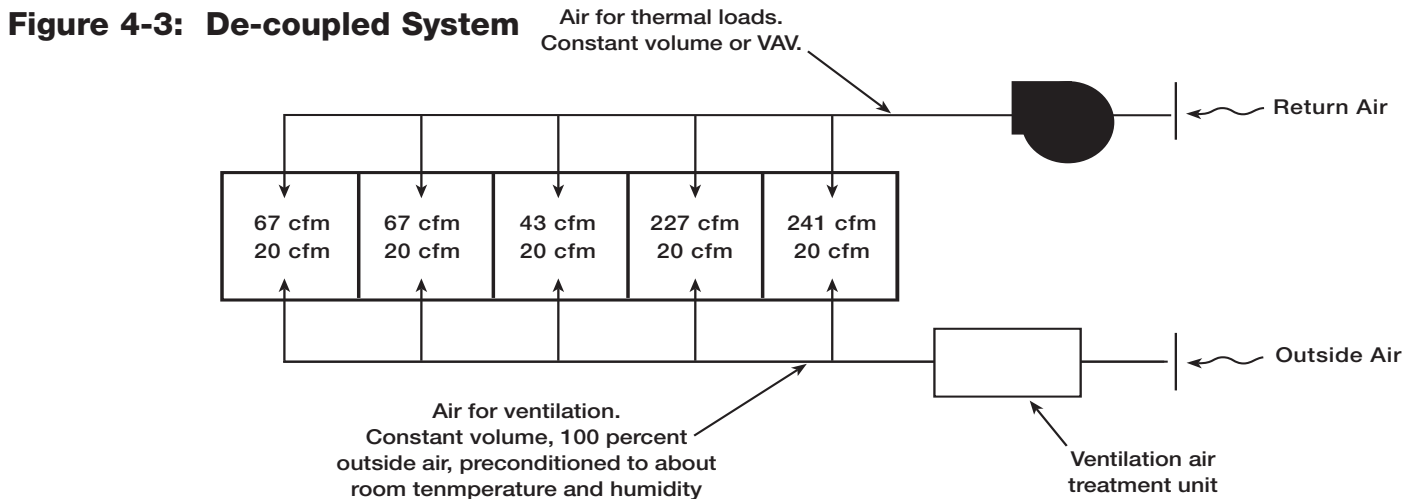 Figure 4-3: De-coupled System
Air for thermal loads.
Constant volume or VAV.
Return Air
67 cfm
20 cfm
67 cfm
20 cfm
43 cfm
20 cfm
227 cfm
20 cfm
241 cfm
20 cfm
Outside Air
Air for ventilation.
Constant volume, 100 percent
outside air, preconditioned to about
room tenmperature and humidity
Ventilation air
treatment unit